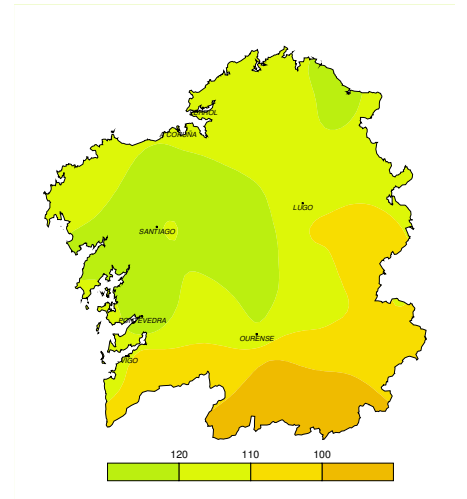 FERROL
A CORUÑA
LUGO
SANTIAGO
PONTEVEDRA
OURENSE
VIGO
120 110 100